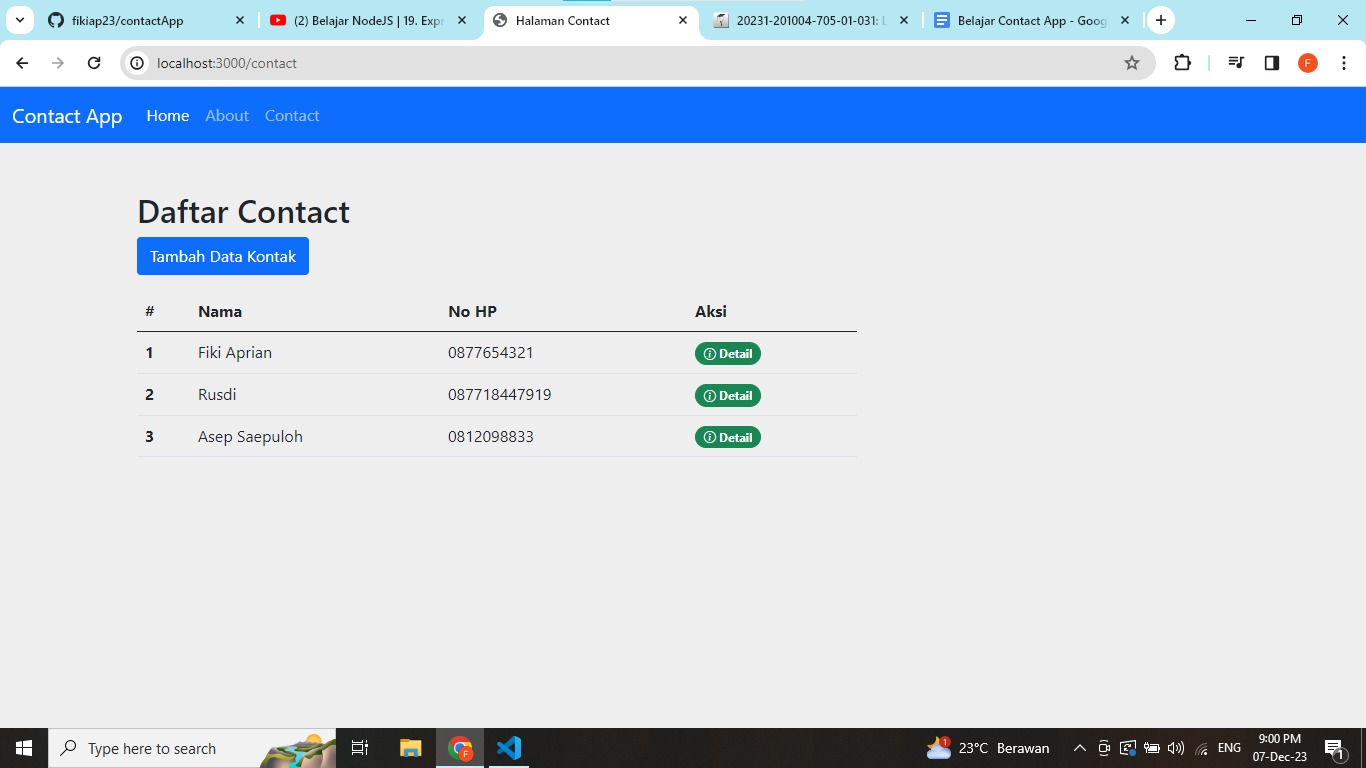 fikiap23/contactApp
(2) Belajar NodeJS | 19. Expr
Halaman Contact
20231-201004-705-01-031: L
Belajar Contact App - Goog
localhost:3000/contact
F
Contact App Home About Contact
Daftar Contact
Tambah Data Kontak
# Nama No HP Aksi
1 Fiki Aprian 0877654321 Detail
2 Rusdi 087718447919 Detail
3 Asep Saepuloh 0812098833 Detail
Type here to search
F
1
23°C Berawan
ENG
9:00 PM
07-Dec-23
1